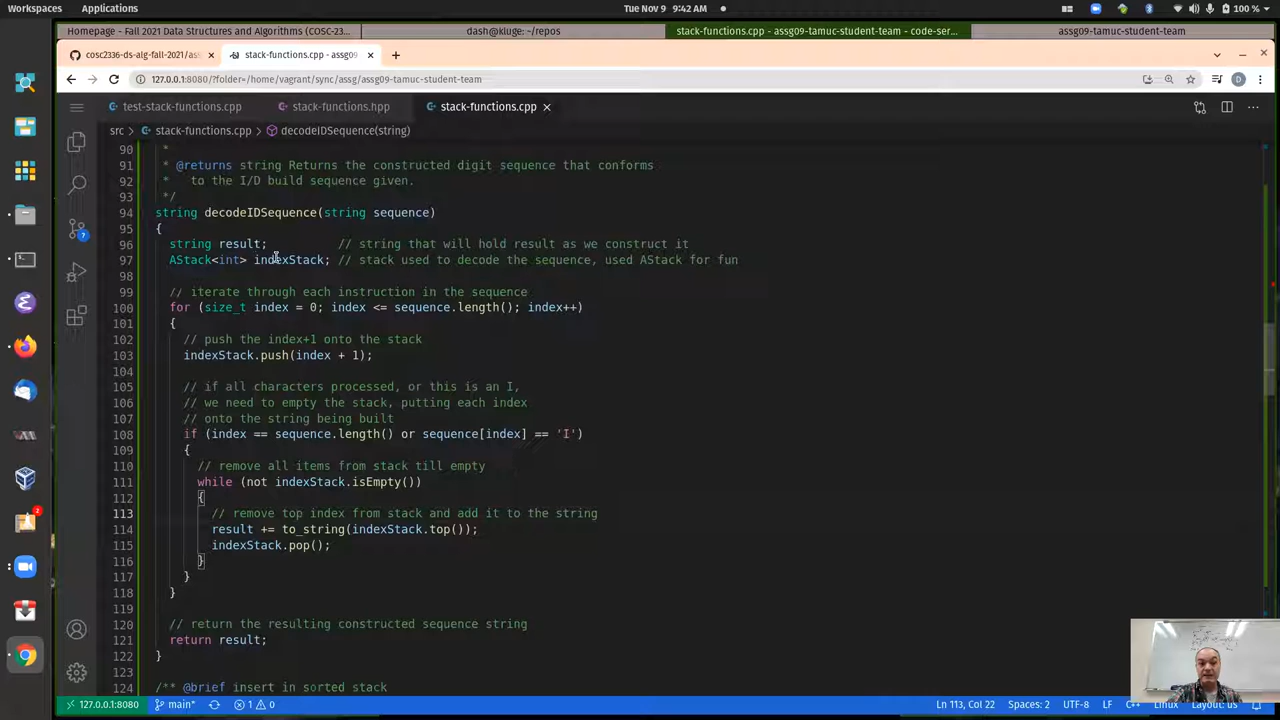 Workspaces Applications Tue Nov 9 9:42 AM 100 %
Homepage - Fall 2021 Data Structures and Algorithms (COSC-23... dash@kluge: ~/repos stack-functions.cpp - assg09-tamuc-student-team - code-ser... assg09-tamuc-student-team
cosc2336-ds-alg-fall-2021/as stack-functions.cpp - assg09
127.0.0.1:8080/?folder=/home/vagrant/sync/assg/assg09-tamuc-student-team D
test-stack-functions.cpp stack-functions.hpp stack-functions.cpp
src > stack-functions.cpp > decodeIDSequence(string)
90 *
91 * @returns string Returns the constructed digit sequence that conforms
92 * to the I/D build sequence given.
93 */
94 string decodeIDSequence(string sequence)
95 {
96 string result; // string that will hold result as we construct it
97 AStack<int> indexStack; // stack used to decode the sequence, used AStack for fun
98
99 // iterate through each instruction in the sequence
100 for (size_t index = 0; index <= sequence.length(); index++)
101 {
102 // push the index+1 onto the stack
103 indexStack.push(index + 1);
104
105 // if all characters processed, or this is an I,
106 // we need to empty the stack, putting each index
107 // onto the string being built
108 if (index == sequence.length() or sequence[index] == 'I')
109 {
110 // remove all items from stack till empty
111 while (not indexStack.isEmpty())
112 {
113 // remove top index from stack and add it to the string
114 result += to_string(indexStack.top());
115 indexStack.pop();
116 }
117 }
118 }
119
120 // return the resulting constructed sequence string
121 return result;
122 }
123
124 /** @brief insert in sorted stack
127.0.0.1:8080 main* 1 0 Ln 113, Col 22 Spaces: 2 UTF-8 LF C++ Linux Layout: us